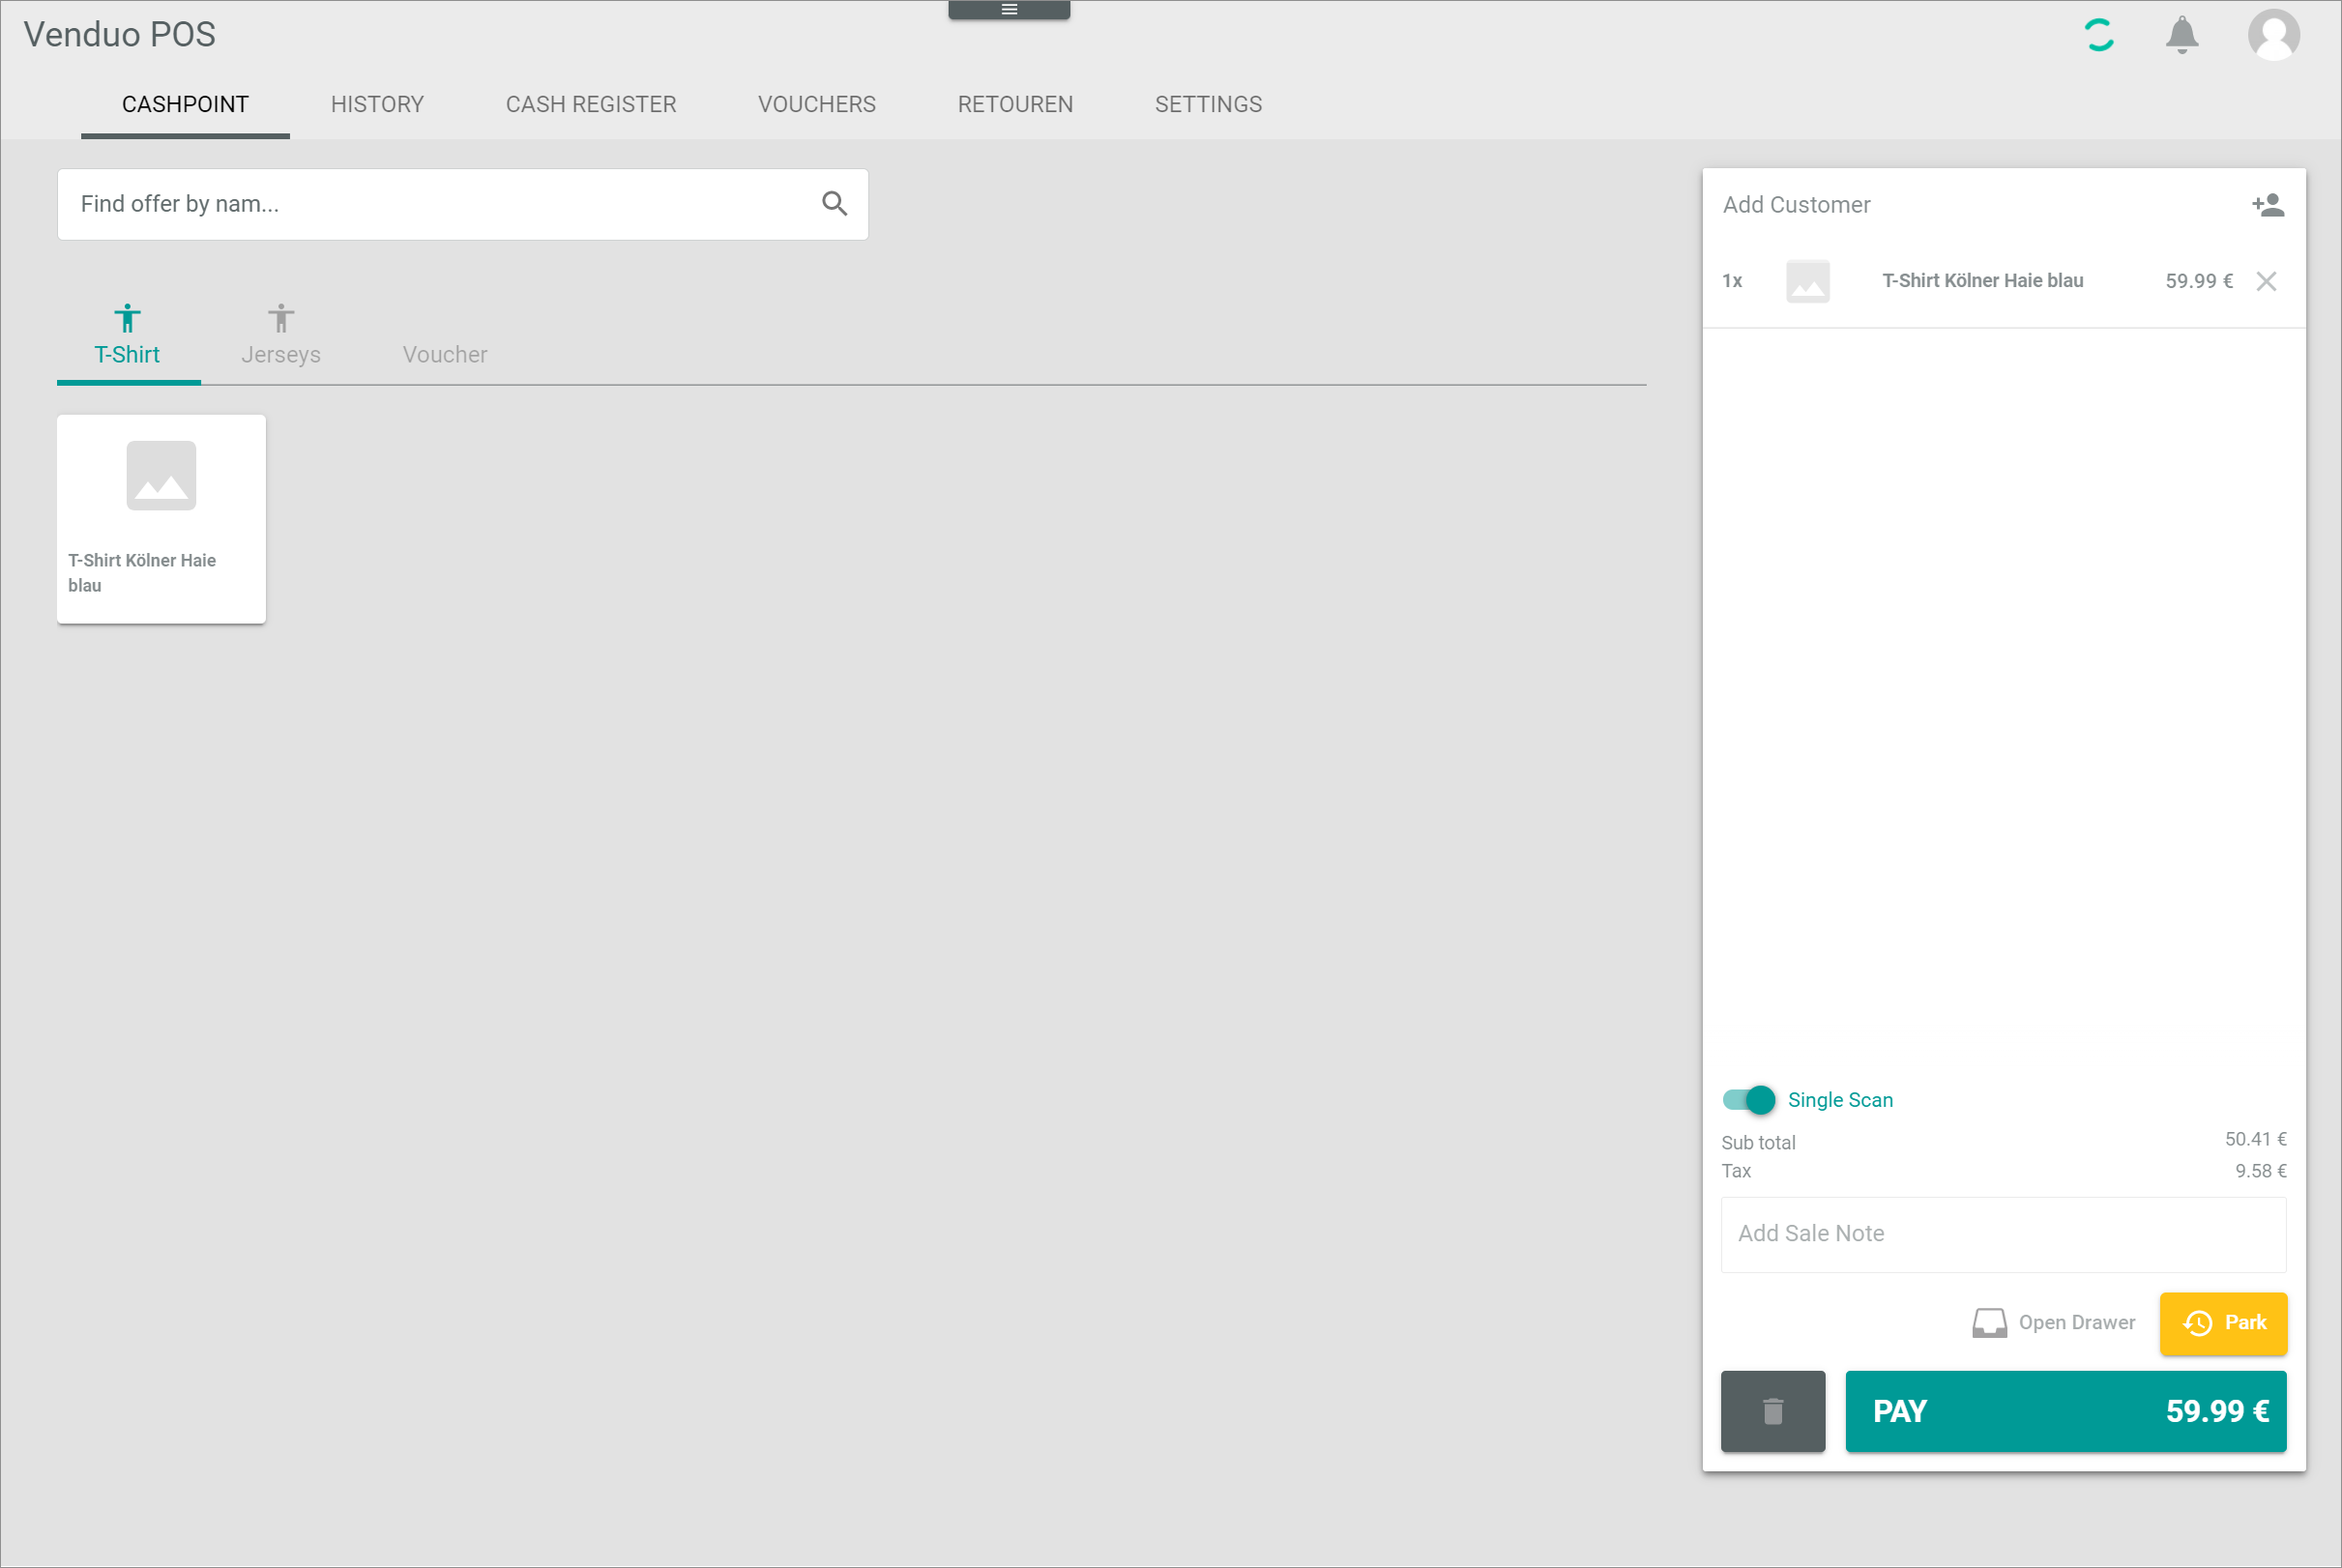 Venduo POS
CASHPOINT HISTORY CASH REGISTER VOUCHERS RETOUREN SETTINGS
Find offer by nam...
T-Shirt Jerseys Voucher
T-Shirt Kölner Haie
blau
Add Customer
1x T-Shirt Kölner Haie blau 59.99 €
Single Scan
Sub total 50.41 €
Tax 9.58 €
Add Sale Note
Open Drawer Park
PAY 59.99 €